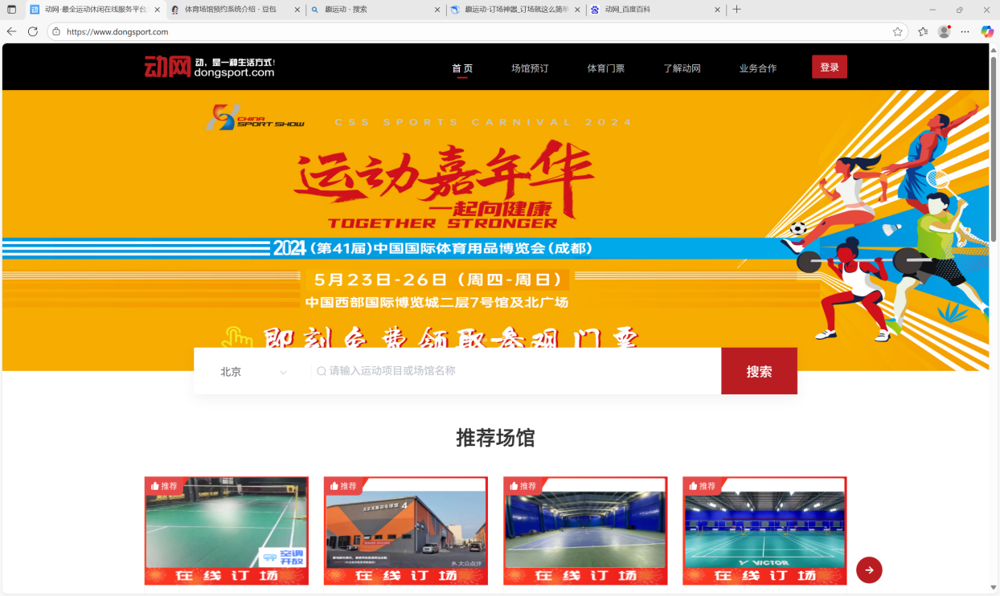 动网-最全运动休闲在线服务平台
体育场馆预约系统介绍 - 豆包
趣运动 - 搜索
趣运动-订场神器_订场就这么简单
动网_百度百科
https://www.dongsport.com
动网 动，是一种生活方式!
dongsport.com
首页 场馆预订 体育门票 了解动网 业务合作 登录
CHINA
SPORT SHOW
CSS SPORTS CARNIVAL 2024
运动嘉年华
一起向健康
TOGETHER STRONGER
2024(第41届)中国国际体育用品博览会(成都)
5月23日-26日（周四-周日）
中国西部国际博览城二层7号馆及北广场
即刻免费领取参观门票
北京 请输入运动项目或场馆名称 搜索
推荐场馆
推荐 推荐 推荐 推荐
空调
开放
4
大众点评
VICTOR
在线订场 在线订场 在线订场 在线订场